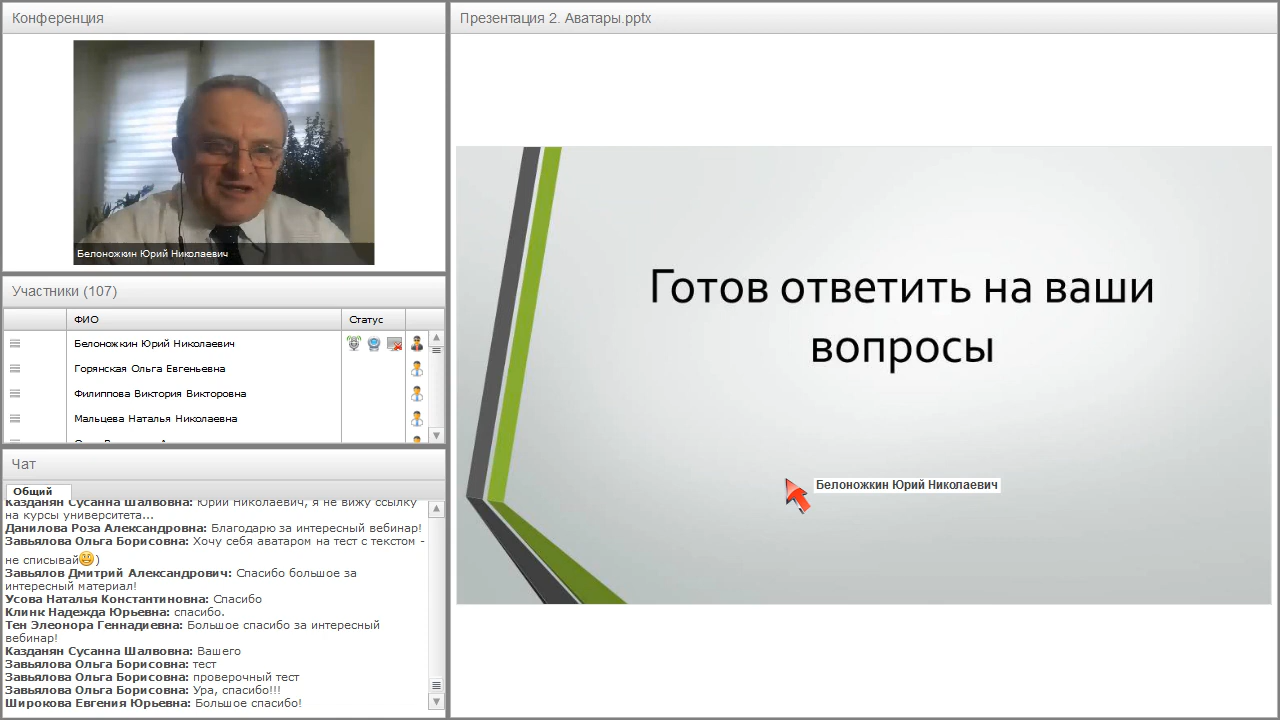 Конференция
Белоножкин Юрий Николаевич
Участники (107)
ФИО
Статус
Белоножкин Юрий Николаевич
Горянская Ольга Евгеньевна
Филиппова Виктория Викторовна
Мальцева Наталья Николаевна
Чат
Общий
Казданян Сусанна Шалвовна: Юрий Николаевич, я не вижу ссылку
на курсы университета...
Данилова Роза Александровна: Благодарю за интересный вебинар!
Завьялова Ольга Борисовна: Хочу себя аватаром на тест с текстом -
не списывай )
Завьялов Дмитрий Александрович: Спасибо большое за
интересный материал!
Усова Наталья Константиновна: Спасибо
Клинк Надежда Юрьевна: спасибо.
Тен Элеонора Геннадиевна: Большое спасибо за интересный
вебинар!
Казданян Сусанна Шалвовна: Вашего
Завьялова Ольга Борисовна: тест
Завьялова Ольга Борисовна: проверочный тест
Завьялова Ольга Борисовна: Ура, спасибо!!!
Широкова Евгения Юрьевна: Большое спасибо!
Презентация 2. Аватары.pptx
Готов ответить на ваши
вопросы
Белоножкин Юрий Николаевич